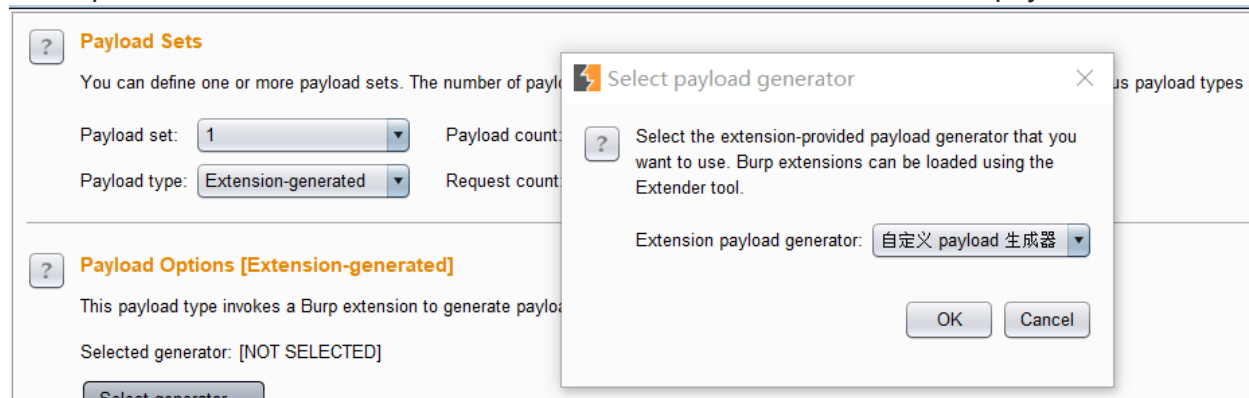 Payload Sets
You can define one or more payload sets. The number of
us payload types
Payload set: 1 Payload count:
Payload type: Extension-generated Request count:
Payload Options [Extension-generated]
This payload type invokes a Burp extension to generate
Selected generator: [NOT SELECTED]
Select generator
Select payload generator
Select the extension-provided payload generator that you
want to use. Burp extensions can be loaded using the
Extender tool.
Extension payload generator: 自定义 payload 生成器
OK Cancel